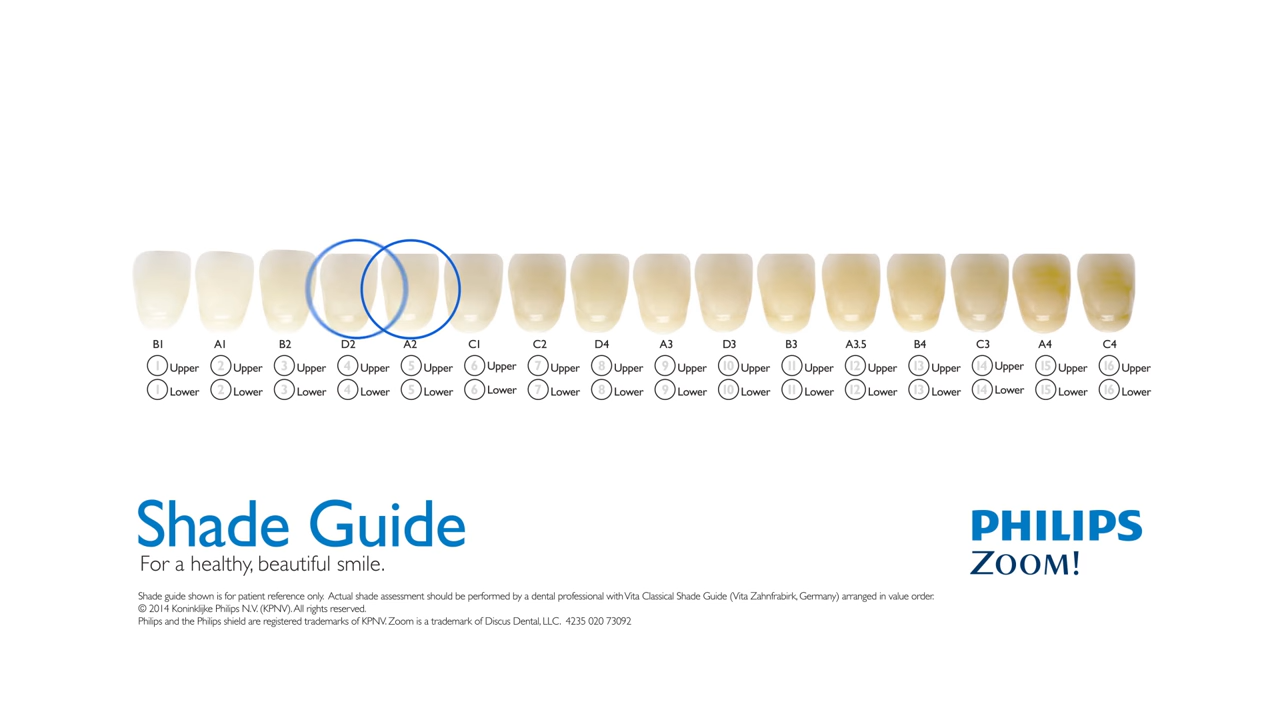 B1 A1 B2 D2 A2 C1 C2 D4 A3 D3 B3 A3.5 B4 C3 A4 C4
1 Upper 2 Upper 3 Upper 4 Upper 5 Upper 6 Upper 7 Upper 8 Upper 9 Upper 10 Upper 11 Upper 12 Upper 13 Upper 14 Upper 15 Upper 16 Upper
1 Lower 2 Lower 3 Lower 4 Lower 5 Lower 6 Lower 7 Lower 8 Lower 9 Lower 10 Lower 11 Lower 12 Lower 13 Lower 14 Lower 15 Lower 16 Lower
Shade Guide
For a healthy, beautiful smile.
PHILIPS
ZOOM!
Shade guide shown is for patient reference only. Actual shade assessment should be performed by a dental professional with Vita Classical Shade Guide (Vita Zahnfrabirk, Germany) arranged in value order.
© 2014 Koninklijke Philips N.V. (KPNV). All rights reserved.
Philips and the Philips shield are registered trademarks of KPNV. Zoom is a trademark of Discus Dental, LLC. 4235 020 73092